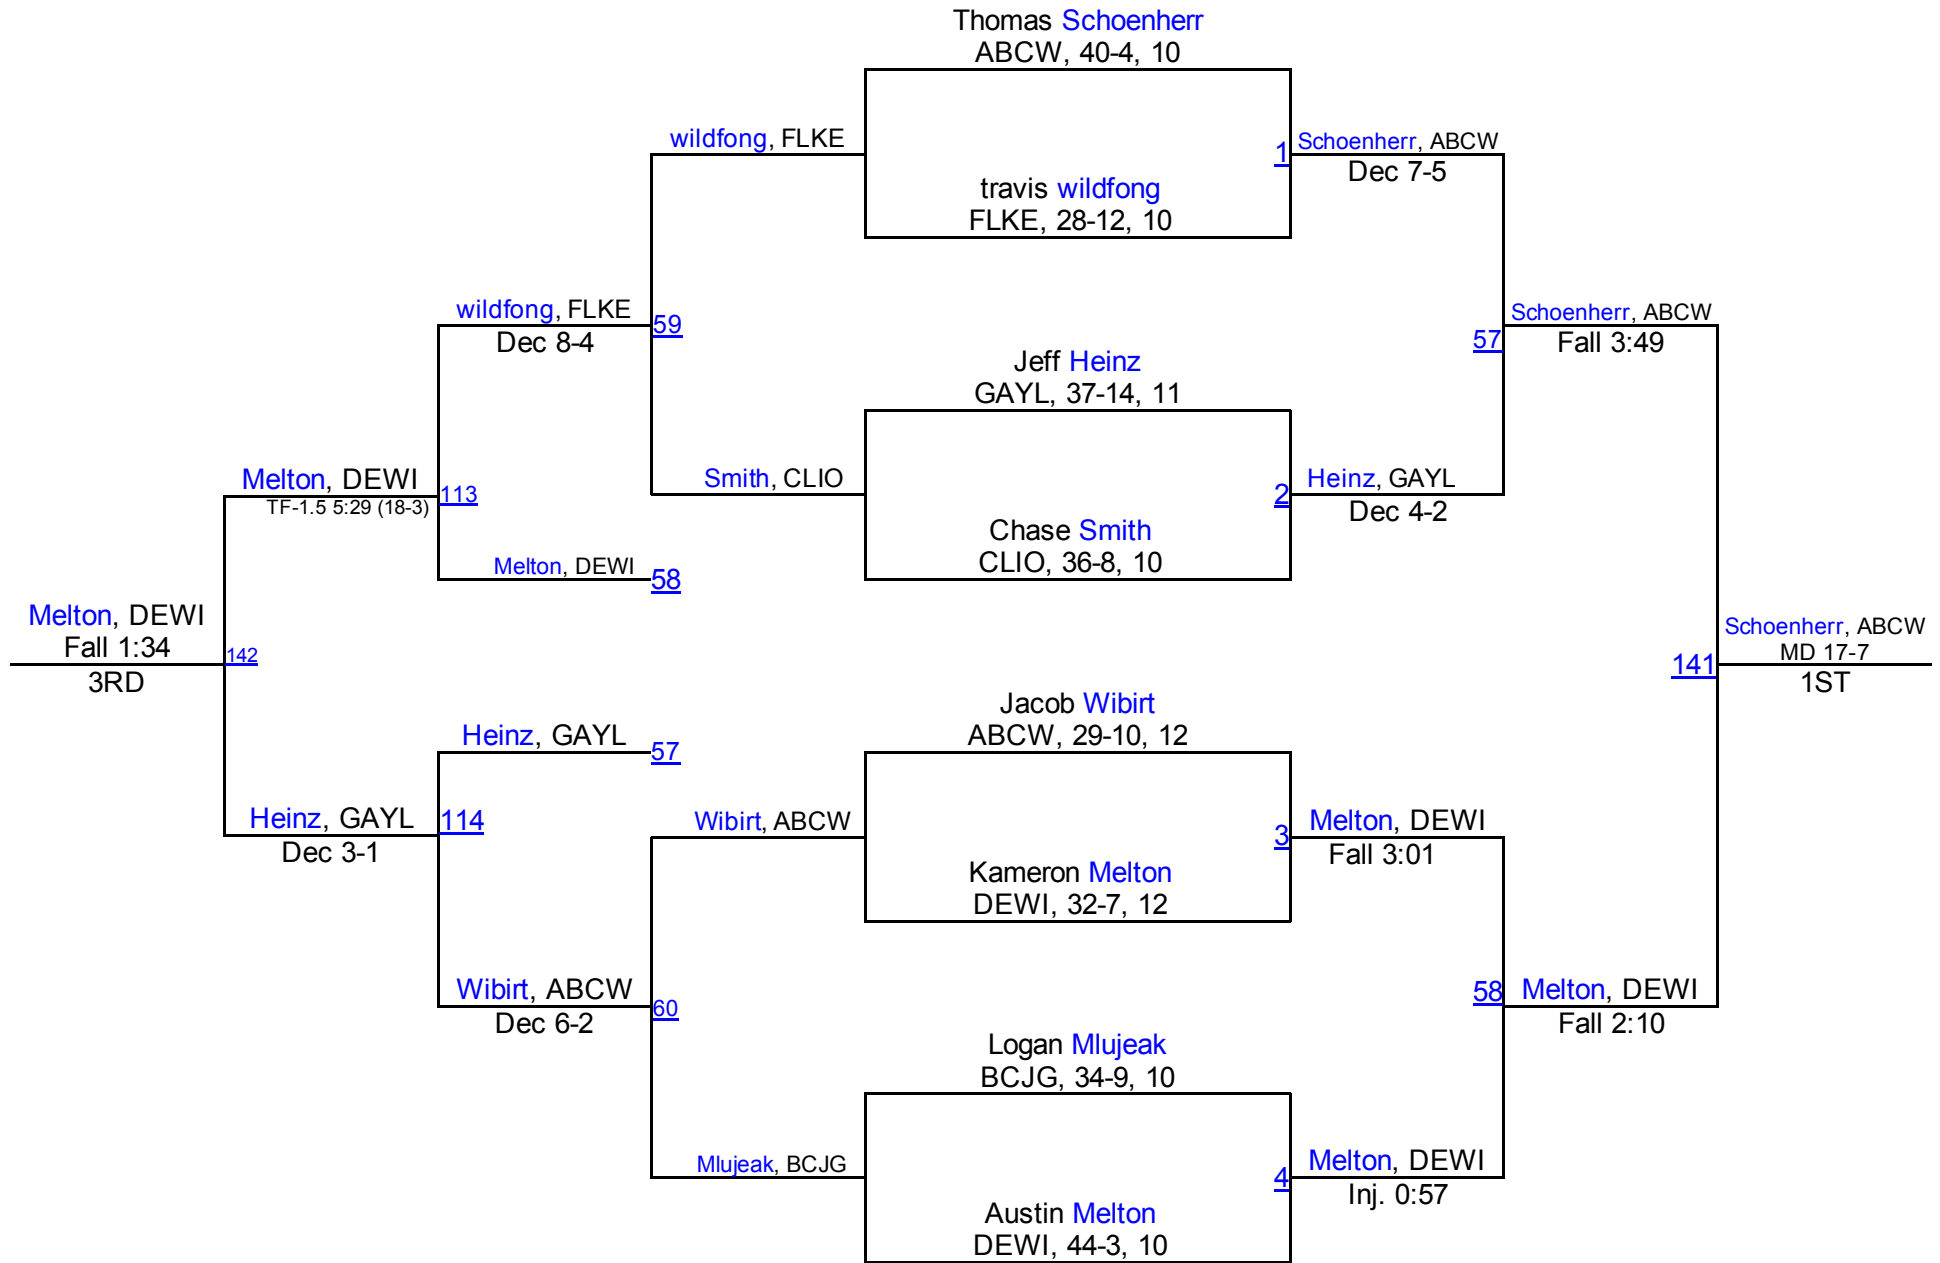 Thomas Schoenherr
ABCW, 40-4, 10
wildfong, FLKE
1
Schoenherr, ABCW
Dec 7-5
travis wildfong
FLKE, 28-12, 10
wildfong, FLKE
Dec 8-4
59
57
Schoenherr, ABCW
Fall 3:49
Jeff Heinz
GAYL, 37-14, 11
Melton, DEWI
TF-1.5 5:29 (18-3)
113
Smith, CLIO
2
Heinz, GAYL
Dec 4-2
Chase Smith
CLIO, 36-8, 10
Melton, DEWI
58
Melton, DEWI
Fall 1:34
3RD
142
141
Schoenherr, ABCW
MD 17-7
1ST
Heinz, GAYL
57
Jacob Wibirt
ABCW, 29-10, 12
Heinz, GAYL
Dec 3-1
114
Wibirt, ABCW
3
Melton, DEWI
Fall 3:01
Kameron Melton
DEWI, 32-7, 12
Wibirt, ABCW
Dec 6-2
60
58
Melton, DEWI
Fall 2:10
Logan Mlujeak
BCJG, 34-9, 10
Mlujeak, BCJG
4
Melton, DEWI
Inj. 0:57
Austin Melton
DEWI, 44-3, 10